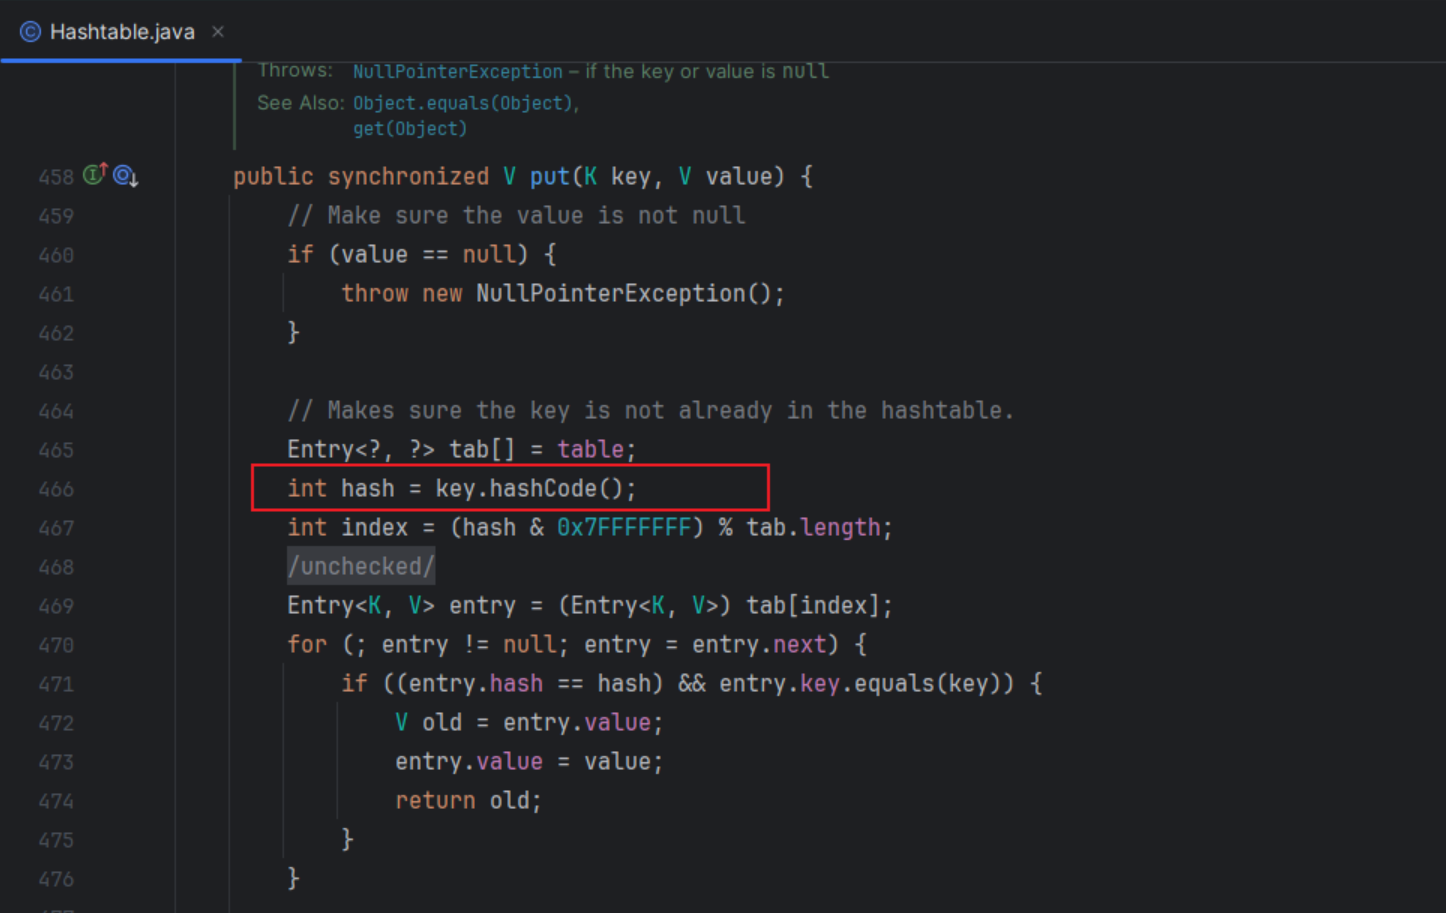 Hashtable.java
Throws: NullPointerException – if the key or value is null
See Also: Object.equals(Object),
get(Object)
458 public synchronized V put(K key, V value) {
459 // Make sure the value is not null
460 if (value == null) {
461 throw new NullPointerException();
462 }
463
464 // Makes sure the key is not already in the hashtable.
465 Entry<?, ?> tab[] = table;
466 int hash = key.hashCode();
467 int index = (hash & 0x7FFFFFFF) % tab.length;
468 /unchecked/
469 Entry<K, V> entry = (Entry<K, V>) tab[index];
470 for (; entry != null; entry = entry.next) {
471 if ((entry.hash == hash) && entry.key.equals(key)) {
472 V old = entry.value;
473 entry.value = value;
474 return old;
475 }
476 }